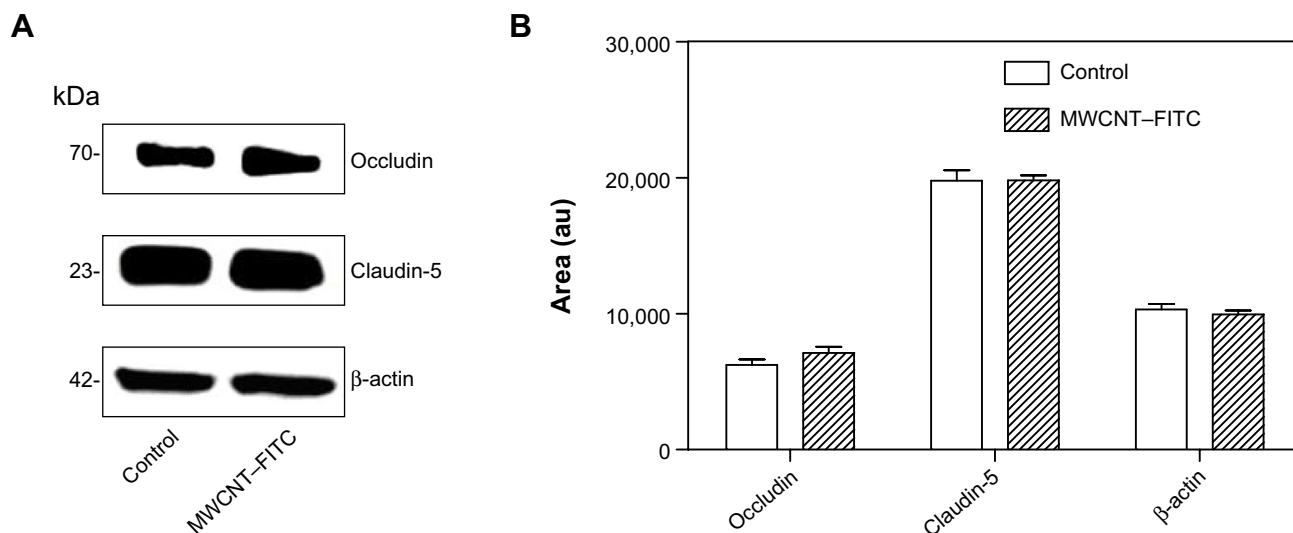 A
kDa
70-
Occludin
23-
Claudin-5
42-
β-actin
Control
MWCNT–FITC
B
30,000
20,000
10,000
0
Area (au)
Control
MWCNT–FITC
Occludin
Claudin-5
β-actin